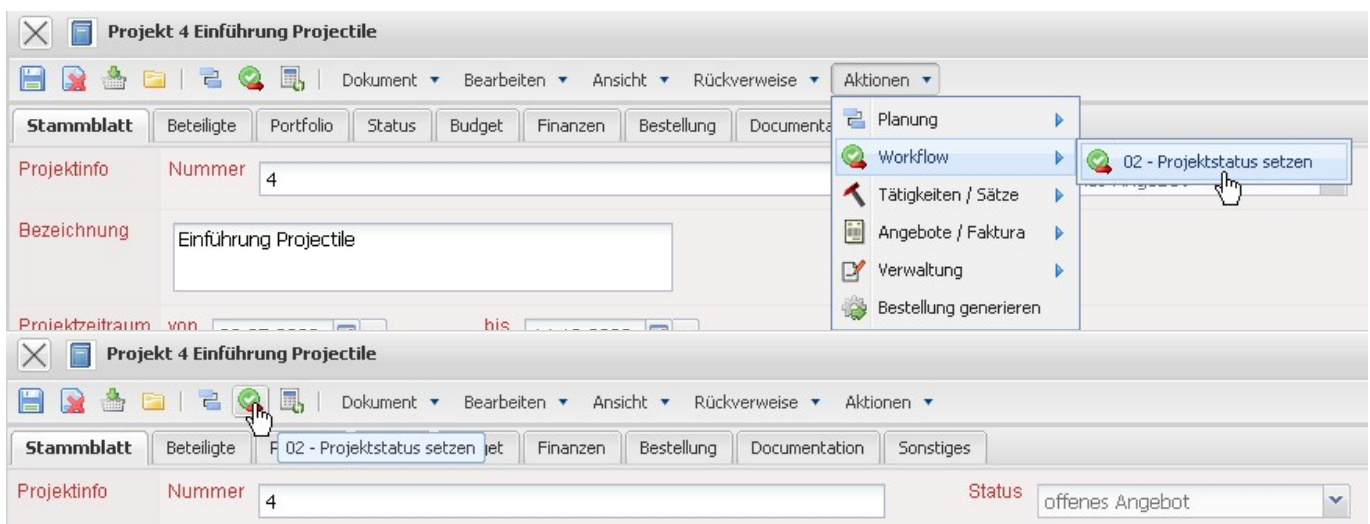 Projekt 4 Einführung Projectile
Dokument Bearbeiten Ansicht Rückverweise Aktionen
Stammblatt Beteiligte Portfolio Status Budget Finanzen Bestellung
Planung
Projektinfo Nummer 4
Workflow
02 - Projektstatus setzen
Tätigkeiten / Sätze
Bezeichnung
Einführung Projectile
Angebote / Faktura
Verwaltung
Bestellung generieren
Projektzeitraum von bis
Projekt 4 Einführung Projectile
Dokument Bearbeiten Ansicht Rückverweise Aktionen
Stammblatt Beteiligte 02 - Projektstatus setzen Finanzen Bestellung Documentation Sonstiges
Projektinfo Nummer 4 Status offenes Angebot